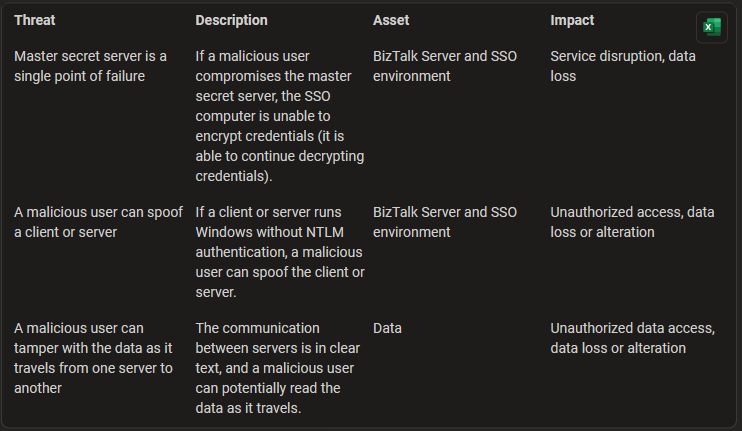 Threat Description Asset Impact
Master secret server is a
single point of failure
If a malicious user
compromises the master
secret server, the SSO
computer is unable to
encrypt credentials (it is
able to continue decrypting
credentials).
BizTalk Server and SSO
environment
Service disruption, data
loss
A malicious user can spoof
a client or server
If a client or server runs
Windows without NTLM
authentication, a malicious
user can spoof the client or
server.
BizTalk Server and SSO
environment
Unauthorized access, data
loss or alteration
A malicious user can
tamper with the data as it
travels from one server to
another
The communication
between servers is in clear
text, and a malicious user
can potentially read the
data as it travels.
Data
Unauthorized data access,
data loss or alteration